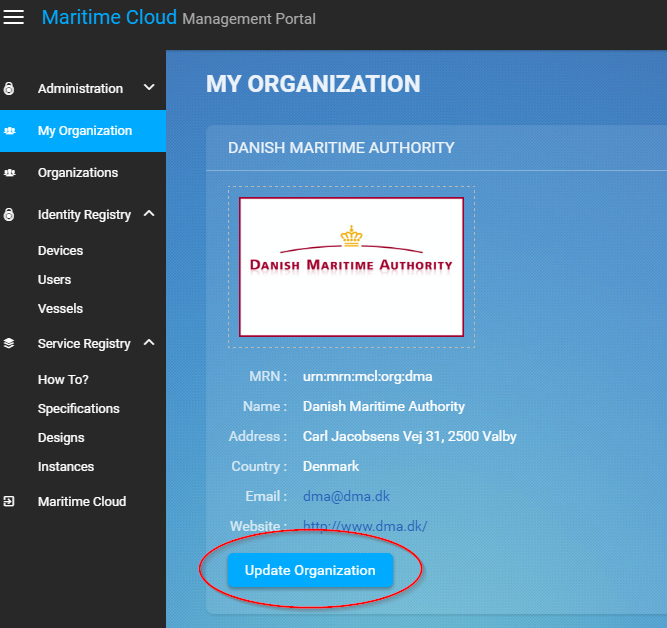 Maritime Cloud Management Portal
Administration
My Organization
Organizations
Identity Registry
Devices
Users
Vessels
Service Registry
How To?
Specifications
Designs
Instances
Maritime Cloud
MY ORGANIZATION
DANISH MARITIME AUTHORITY
DANISH MARITIME AUTHORITY
MRN : urn:mrn:mcl:org:dma
Name : Danish Maritime Authority
Address : Carl Jacobsens Vej 31, 2500 Valby
Country : Denmark
Email : dma@dma.dk
Website : http://www.dma.dk/
Update Organization